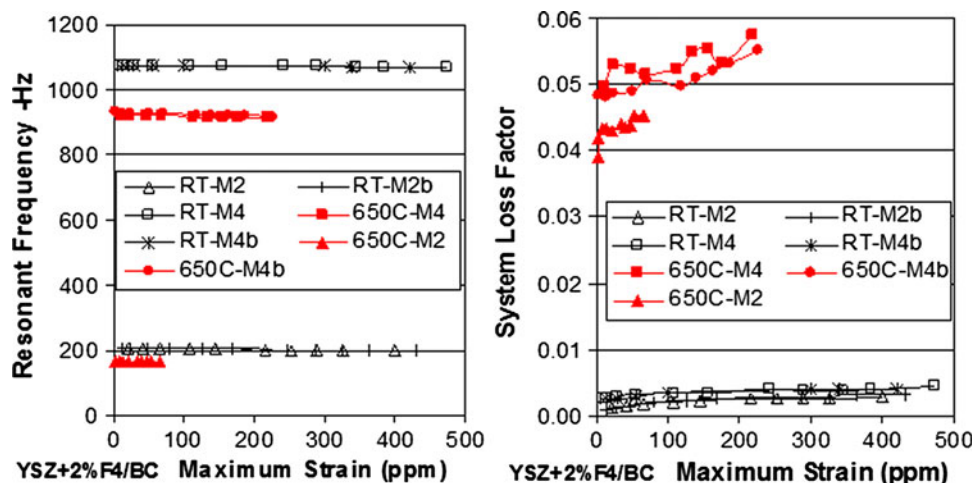 Resonant Frequency -Hz
1200
1000
800
600
400
200
0
RT-M2
RT-M2b
RT-M4
650C-M4
RT-M4b
650C-M2
650C-M4b
0 100 200 300 400 500
YSZ+2%F4/BC Maximum Strain (ppm)
System Loss Factor
0.06
0.05
0.04
0.03
0.02
0.01
0.00
RT-M2
RT-M2b
RT-M4
RT-M4b
650C-M4
650C-M4b
650C-M2
0 100 200 300 400 500
YSZ+2%F4/BC Maximum Strain (ppm)